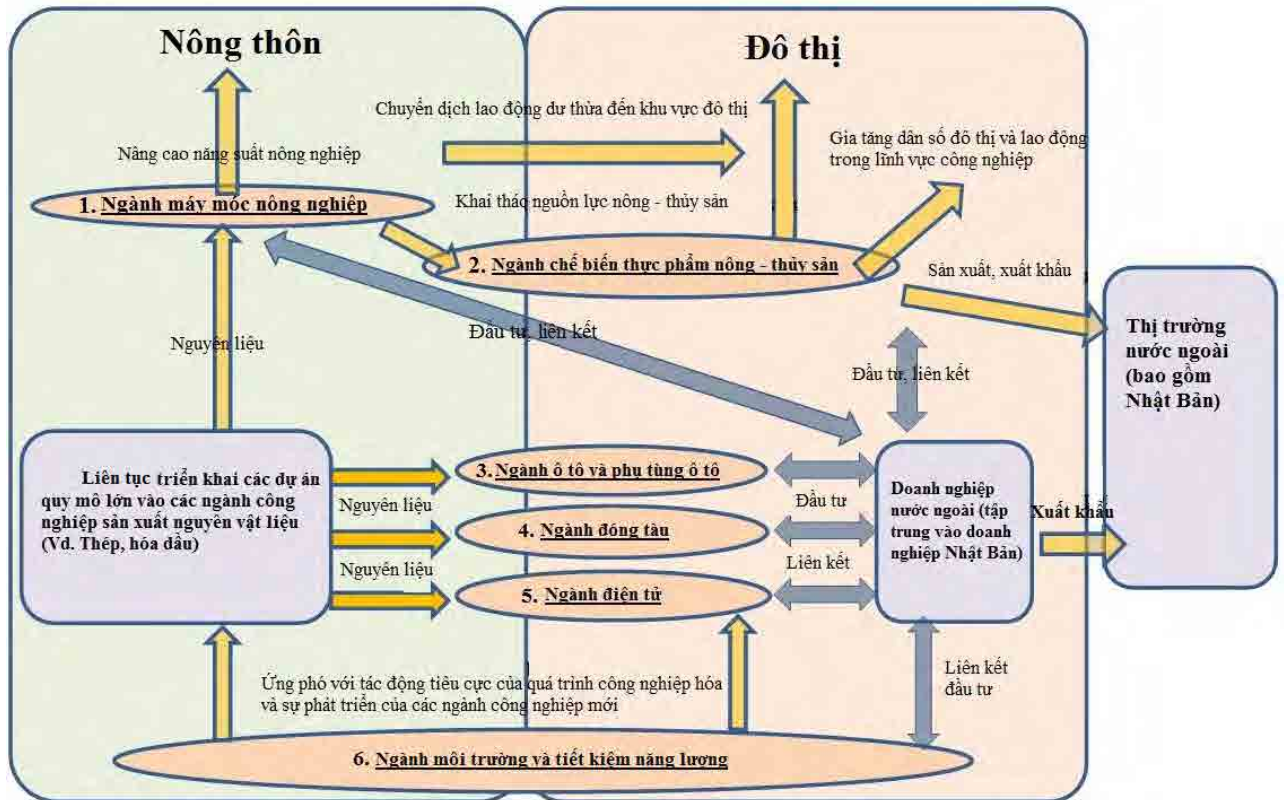 Nông thôn
Đô thị
Chuyển dịch lao động dư thừa đến khu vực đô thị
Nâng cao năng suất nông nghiệp
Gia tăng dân số đô thị và lao động
trong lĩnh vực công nghiệp
1. Ngành máy móc nông nghiệp
Khai thác nguồn lực nông - thủy sản
2. Ngành chế biến thực phẩm nông - thủy sản
Sản xuất, xuất khẩu
Đầu tư, liên kết
Nguyên liệu
Đầu tư, liên kết
Thị trường
nước ngoài
(bao gồm
Nhật Bản)
Liên tục triển khai các dự án
quy mô lớn vào các ngành công
nghiệp sản xuất nguyên vật liệu
(Vd. Thép, hóa dầu)
3. Ngành ô tô và phụ tùng ô tô
Nguyên liệu
Đầu tư
4. Ngành đóng tàu
Nguyên liệu
Liên kết
5. Ngành điện tử
Doanh nghiệp
nước ngoài (tập
trung vào doanh
nghiệp Nhật Bản)
Xuất khẩu
Ứng phó với tác động tiêu cực của quá trình công nghiệp hóa
và sự phát triển của các ngành công nghiệp mới
Liên kết
đầu tư
6. Ngành môi trường và tiết kiệm năng lượng